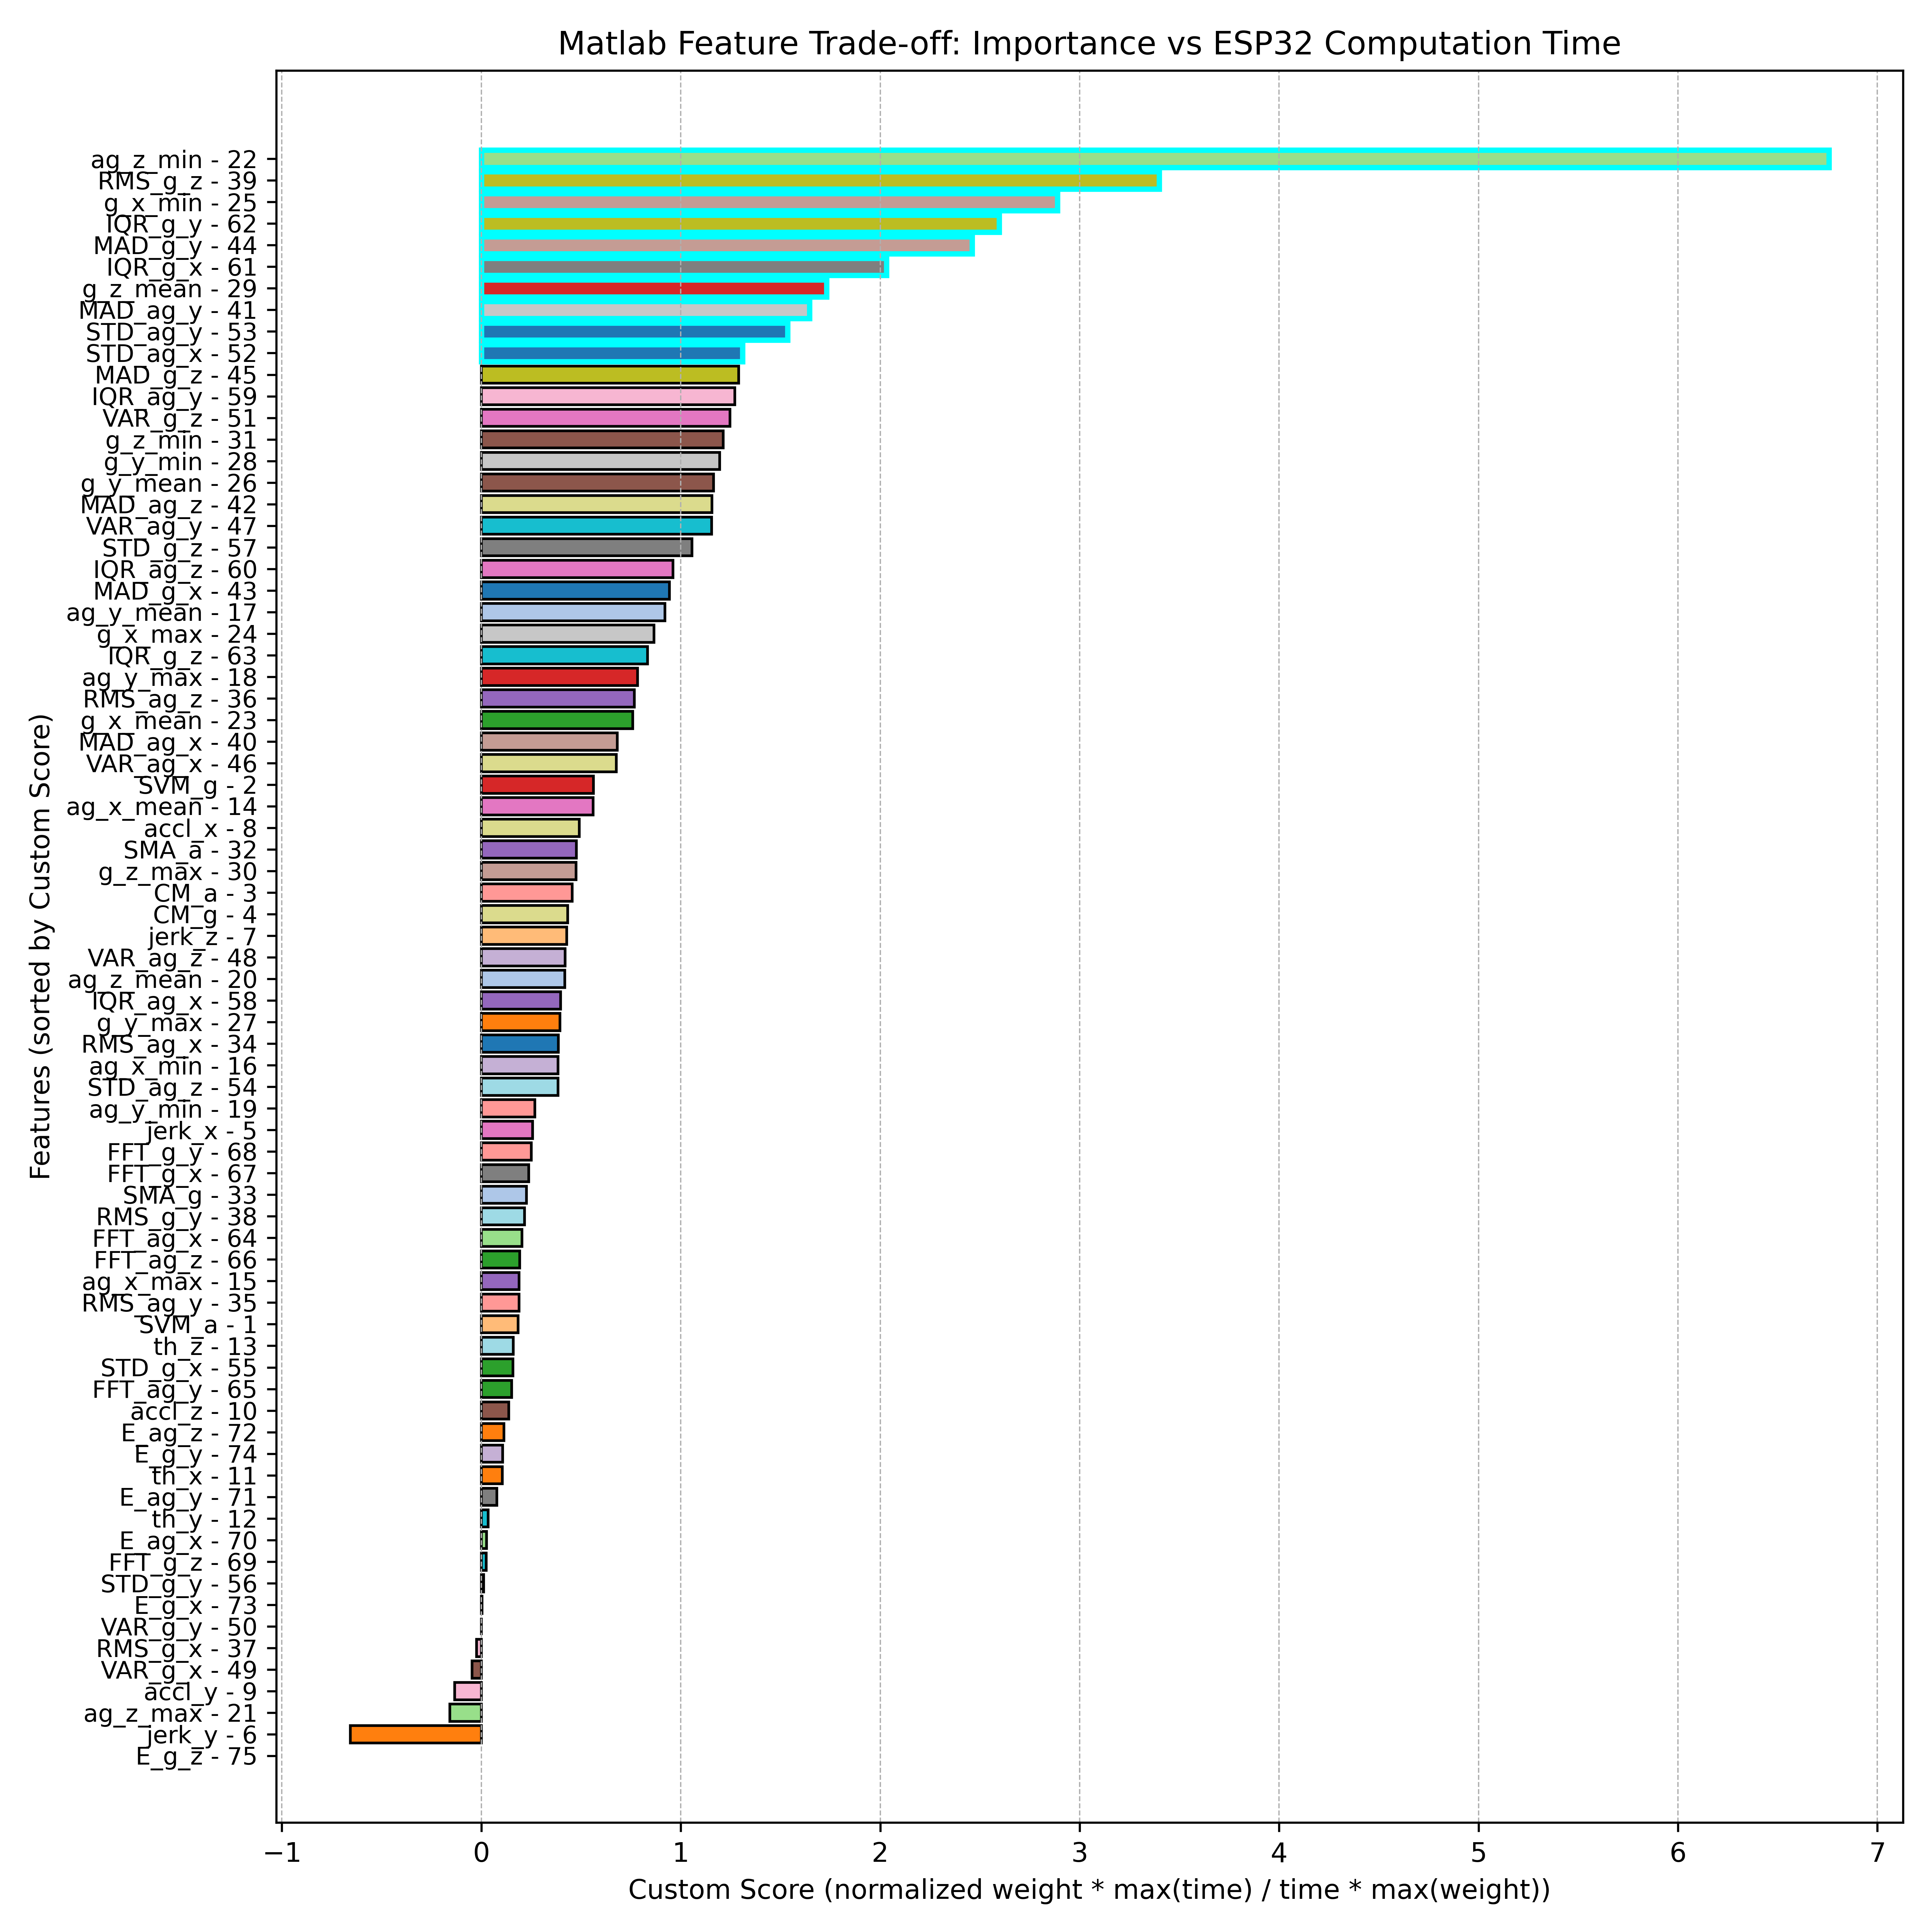 Matlab Feature Trade-off: Importance vs ESP32 Computation Time
ag_z_min - 22
RMS_g_z - 39
g_x_min - 25
IQR_g_y - 62
MAD_g_y - 44
IQR_g_x - 61
g_z_mean - 29
MAD_ag_y - 41
STD_ag_y - 53
STD_ag_x - 52
MAD_g_z - 45
IQR_ag_y - 59
VAR_g_z - 51
g_z_min - 31
g_y_min - 28
g_y_mean - 26
MAD_ag_z - 42
VAR_ag_y - 47
STD_g_z - 57
IQR_ag_z - 60
MAD_g_x - 43
ag_y_mean - 17
g_x_max - 24
IQR_g_z - 63
ag_y_max - 18
RMS_ag_z - 36
g_x_mean - 23
MAD_ag_x - 40
VAR_ag_x - 46
SVM_g - 2
ag_x_mean - 14
accl_x - 8
SMA_a - 32
g_z_max - 30
CM_a - 3
CM_g - 4
jerk_z - 7
VAR_ag_z - 48
ag_z_mean - 20
IQR_ag_x - 58
g_y_max - 27
RMS_ag_x - 34
ag_x_min - 16
STD_ag_z - 54
ag_y_min - 19
jerk_x - 5
FFT_g_y - 68
FFT_g_x - 67
SMA_g - 33
RMS_g_y - 38
FFT_ag_x - 64
FFT_ag_z - 66
ag_x_max - 15
RMS_ag_y - 35
SVM_a - 1
th_z - 13
STD_g_x - 55
FFT_ag_y - 65
accl_z - 10
E_ag_z - 72
E_g_y - 74
th_x - 11
E_ag_y - 71
th_y - 12
E_ag_x - 70
FFT_g_z - 69
STD_g_y - 56
E_g_x - 73
VAR_g_y - 50
RMS_g_x - 37
VAR_g_x - 49
accl_y - 9
ag_z_max - 21
jerk_y - 6
E_g_z - 75
Features (sorted by Custom Score)
−1 0 1 2 3 4 5 6 7
Custom Score (normalized weight * max(time) / time * max(weight))